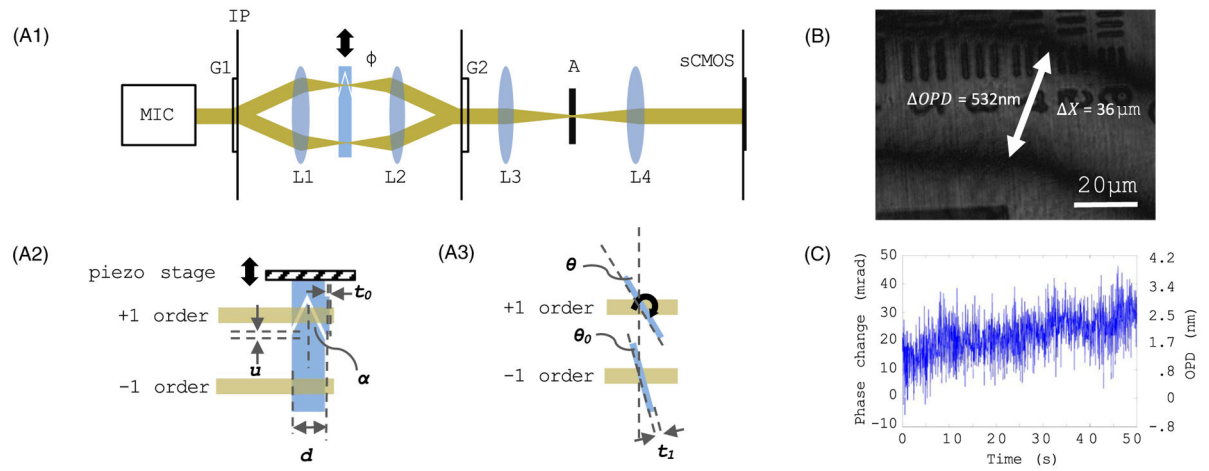 (A1)
IP
G1
ϕ
G2
A
sCMOS
MIC
L1
L2
L3
L4
(B)
ΔOPD = 532nm
ΔX = 36 μm
20μm
(A2)
piezo stage
t₀
+1 order
u
α
-1 order
d
(A3)
θ
+1 order
θ₀
-1 order
t₁
(C)
Phase change (mrad)
50
40
30
20
10
0
-10
0
10
20
30
40
50
Time (s)
4.2
3.4
2.5
1.7
.8
0
-.8
OPD (nm)